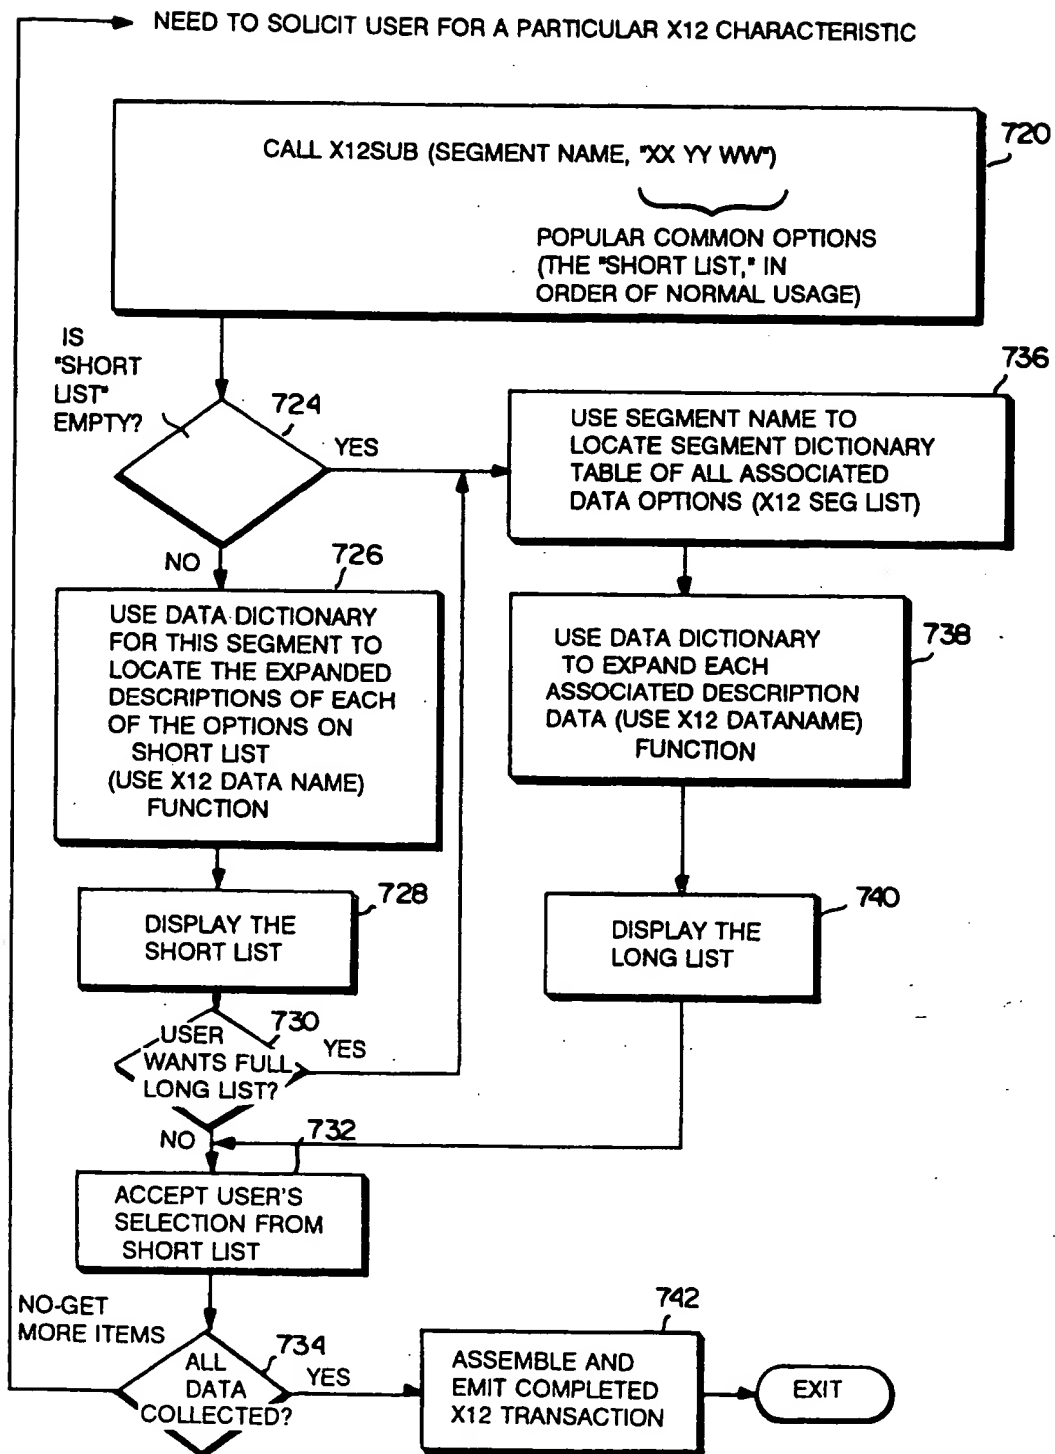 NEED TO SOLICIT USER FOR A PARTICULAR X12 CHARACTERISTIC
720
CALL X12SUB (SEGMENT NAME, "XX YY WW")
POPULAR COMMON OPTIONS
(THE "SHORT LIST," IN
ORDER OF NORMAL USAGE)
IS
"SHORT
LIST"
EMPTY?
724
YES
NO
736
USE SEGMENT NAME TO
LOCATE SEGMENT DICTIONARY
TABLE OF ALL ASSOCIATED
DATA OPTIONS (X12 SEG LIST)
726
USE DATA DICTIONARY
FOR THIS SEGMENT TO
LOCATE THE EXPANDED
DESCRIPTIONS OF EACH
OF THE OPTIONS ON
SHORT LIST
(USE X12 DATA NAME)
FUNCTION
738
USE DATA DICTIONARY
TO EXPAND EACH
ASSOCIATED DESCRIPTION
DATA (USE X12 DATANAME)
FUNCTION
728
DISPLAY THE
SHORT LIST
740
DISPLAY THE
LONG LIST
730
USER
WANTS FULL
LONG LIST?
YES
NO
732
ACCEPT USER'S
SELECTION FROM
SHORT LIST
NO-GET
MORE ITEMS
734
ALL
DATA
COLLECTED?
YES
742
ASSEMBLE AND
EMIT COMPLETED
X12 TRANSACTION
EXIT